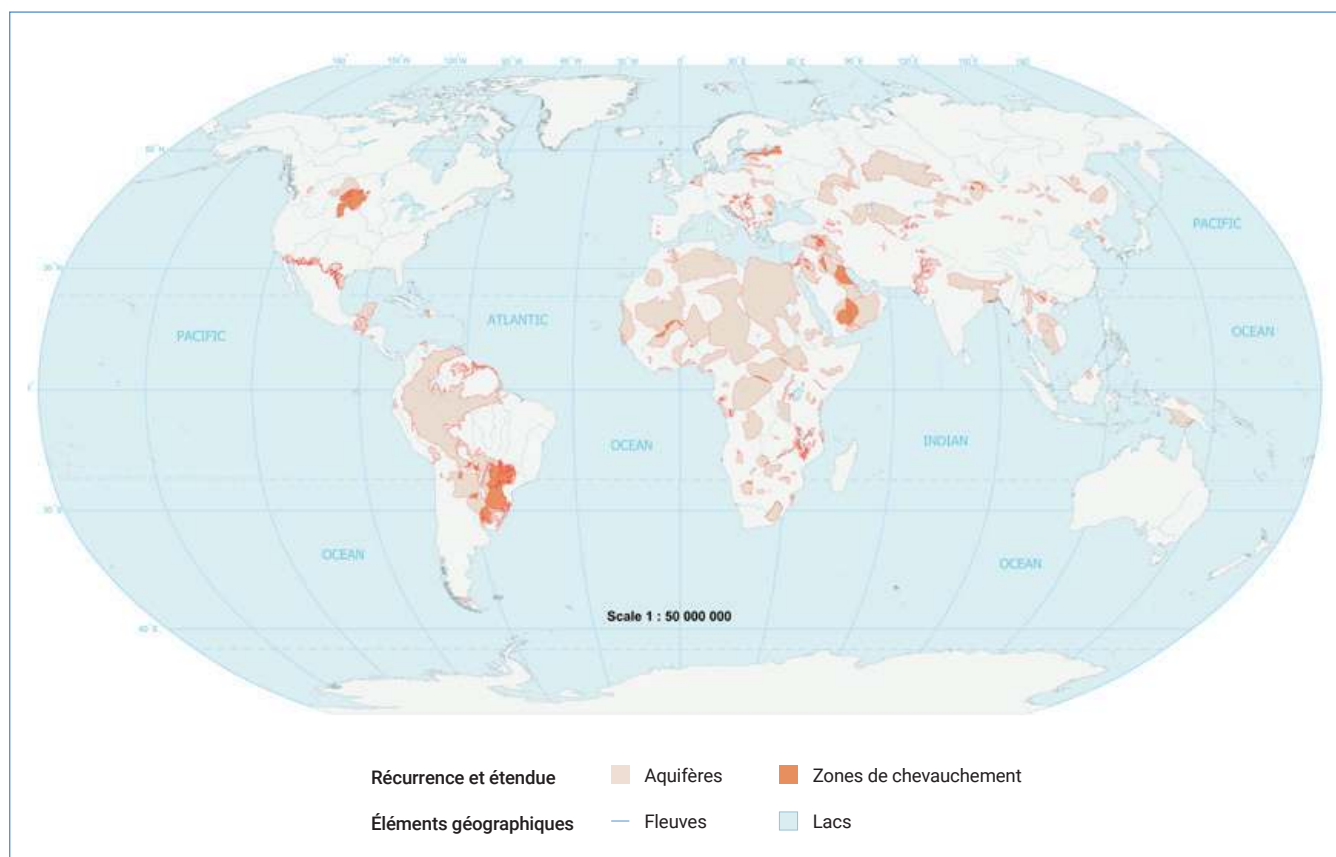 180°
PACIFIC
ATLANTIC
PACIFIC
OCEAN
OCEAN
INDIAN
OCEAN
OCEAN
Scale 1 : 50 000 000
Récurrence et étendue Aquifères Zones de chevauchement
Éléments géographiques Fleuves Lacs